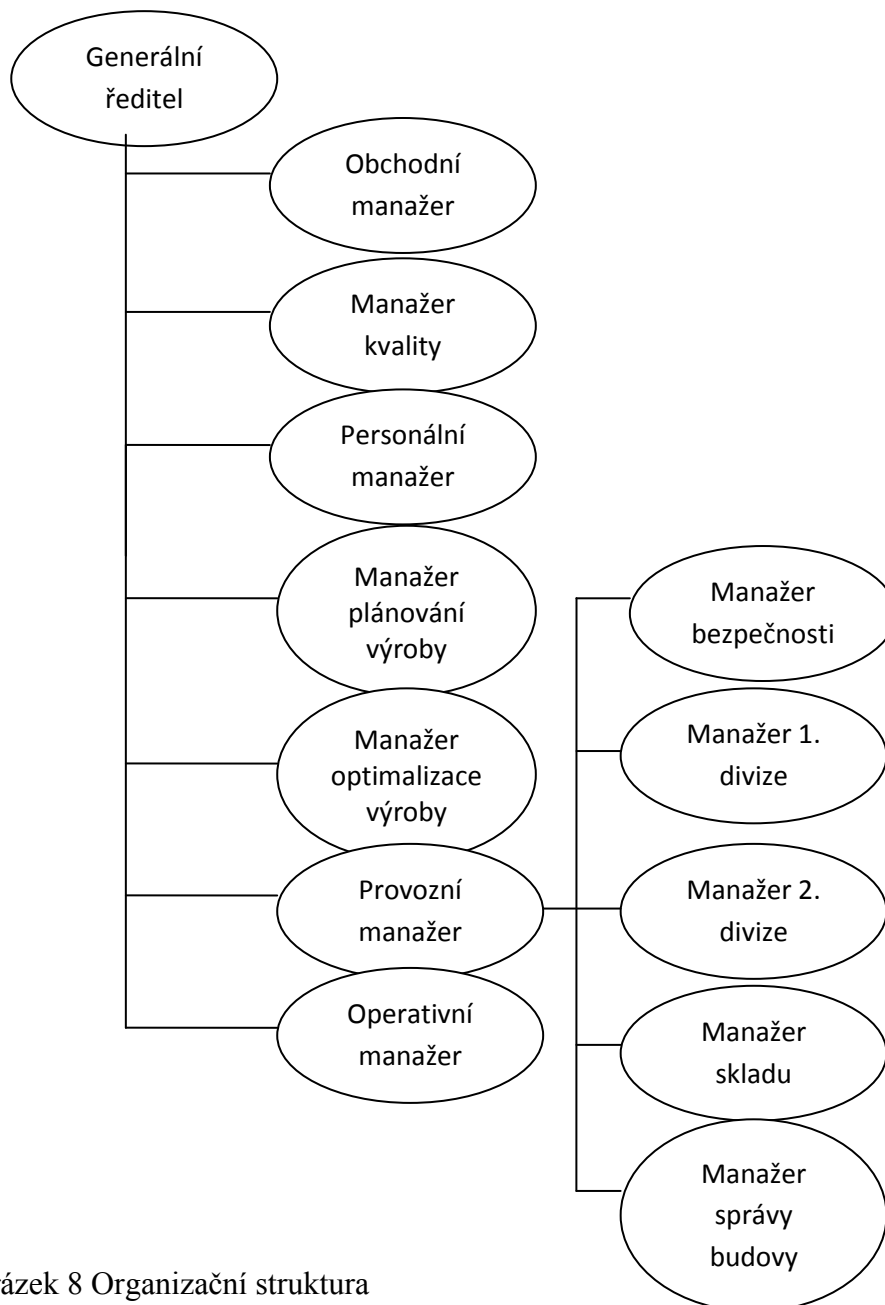 Generální
ředitel
Obchodní
manažer
Manažer
kvality
Personální
manažer
Manažer
plánování
výroby
Manažer
optimalizace
výroby
Provozní
manažer
Operativní
manažer
Manažer
bezpečnosti
Manažer 1.
divize
Manažer 2.
divize
Manažer
skladu
Manažer
správy
budovy
rázek 8 Organizační struktura